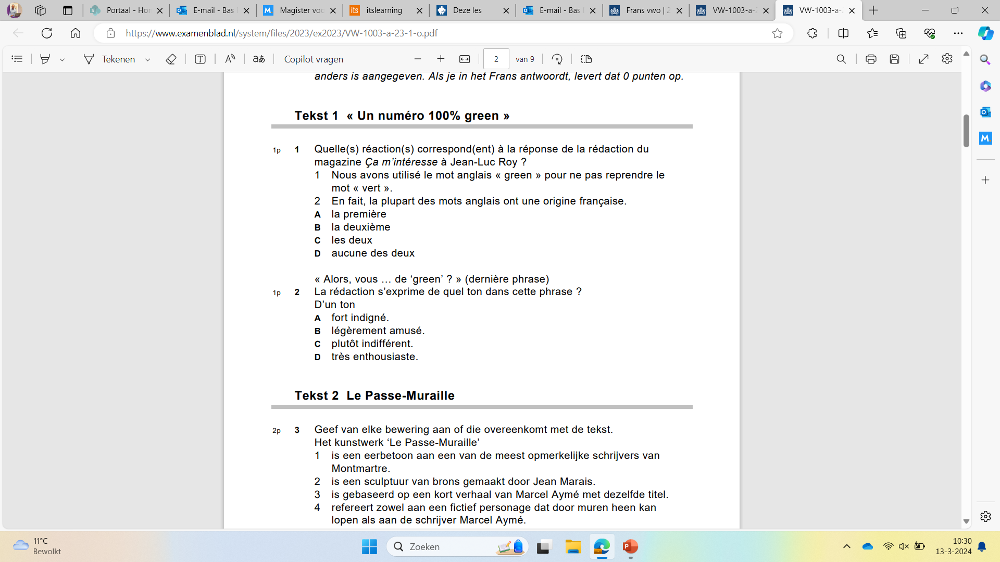 Portaal - Hor
E-mail - Bas
Magister voo
itslearning
Deze les
E-mail - Bas
Frans vwo | 2
VW-1003-a-2
VW-1003-a-2
https://www.examenblad.nl/system/files/2023/ex2023/VW-1003-a-23-1-o.pdf
Tekenen
Copilot vragen
2 van 9
anders is aangegeven. Als je in het Frans antwoordt, levert dat 0 punten op.
Tekst 1 « Un numéro 100% green »
1p 1 Quelle(s) réaction(s) correspond(ent) à la réponse de la rédaction du
magazine Ça m’intéresse à Jean-Luc Roy ?
1 Nous avons utilisé le mot anglais « green » pour ne pas reprendre le
mot « vert ».
2 En fait, la plupart des mots anglais ont une origine française.
A la première
B la deuxième
C les deux
D aucune des deux
« Alors, vous … de ‘green’ ? » (dernière phrase)
1p 2 La rédaction s’exprime de quel ton dans cette phrase ?
D’un ton
A fort indigné.
B légèrement amusé.
C plutôt indifférent.
D très enthousiaste.
Tekst 2 Le Passe-Muraille
2p 3 Geef van elke bewering aan of die overeenkomt met de tekst.
Het kunstwerk ‘Le Passe-Muraille’
1 is een eerbetoon aan een van de meest opmerkelijke schrijvers van
Montmartre.
2 is een sculptuur van brons gemaakt door Jean Marais.
3 is gebaseerd op een kort verhaal van Marcel Aymé met dezelfde titel.
4 refereert zowel aan een fictief personage dat door muren heen kan
lopen als aan de schrijver Marcel Aymé.
11°C
Bewolkt
Zoeken
10:30
13-3-2024